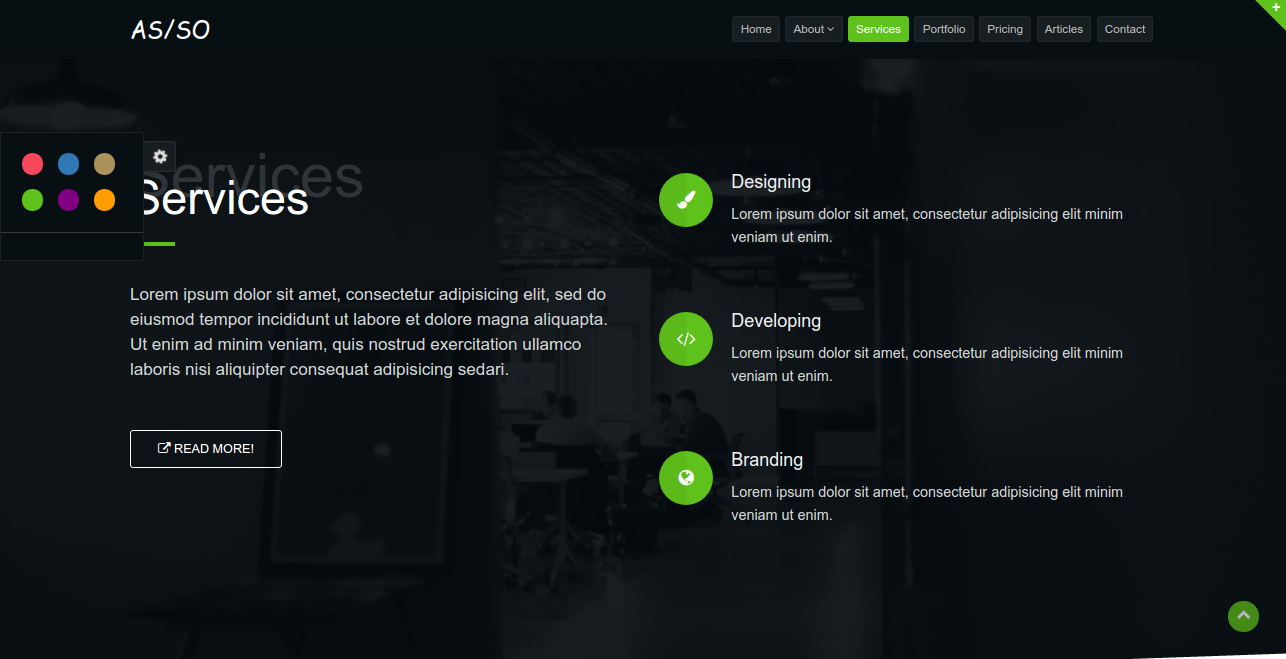 AS/SO
Home
About
Services
Portfolio
Pricing
Articles
Contact
Services
Services
Lorem ipsum dolor sit amet, consectetur adipisicing elit, sed do
eiusmod tempor incididunt ut labore et dolore magna aliquapta.
Ut enim ad minim veniam, quis nostrud exercitation ullamco
laboris nisi aliquipter consequat adipisicing sedari.
READ MORE!
Designing
Lorem ipsum dolor sit amet, consectetur adipisicing elit minim
veniam ut enim.
Developing
Lorem ipsum dolor sit amet, consectetur adipisicing elit minim
veniam ut enim.
Branding
Lorem ipsum dolor sit amet, consectetur adipisicing elit minim
veniam ut enim.